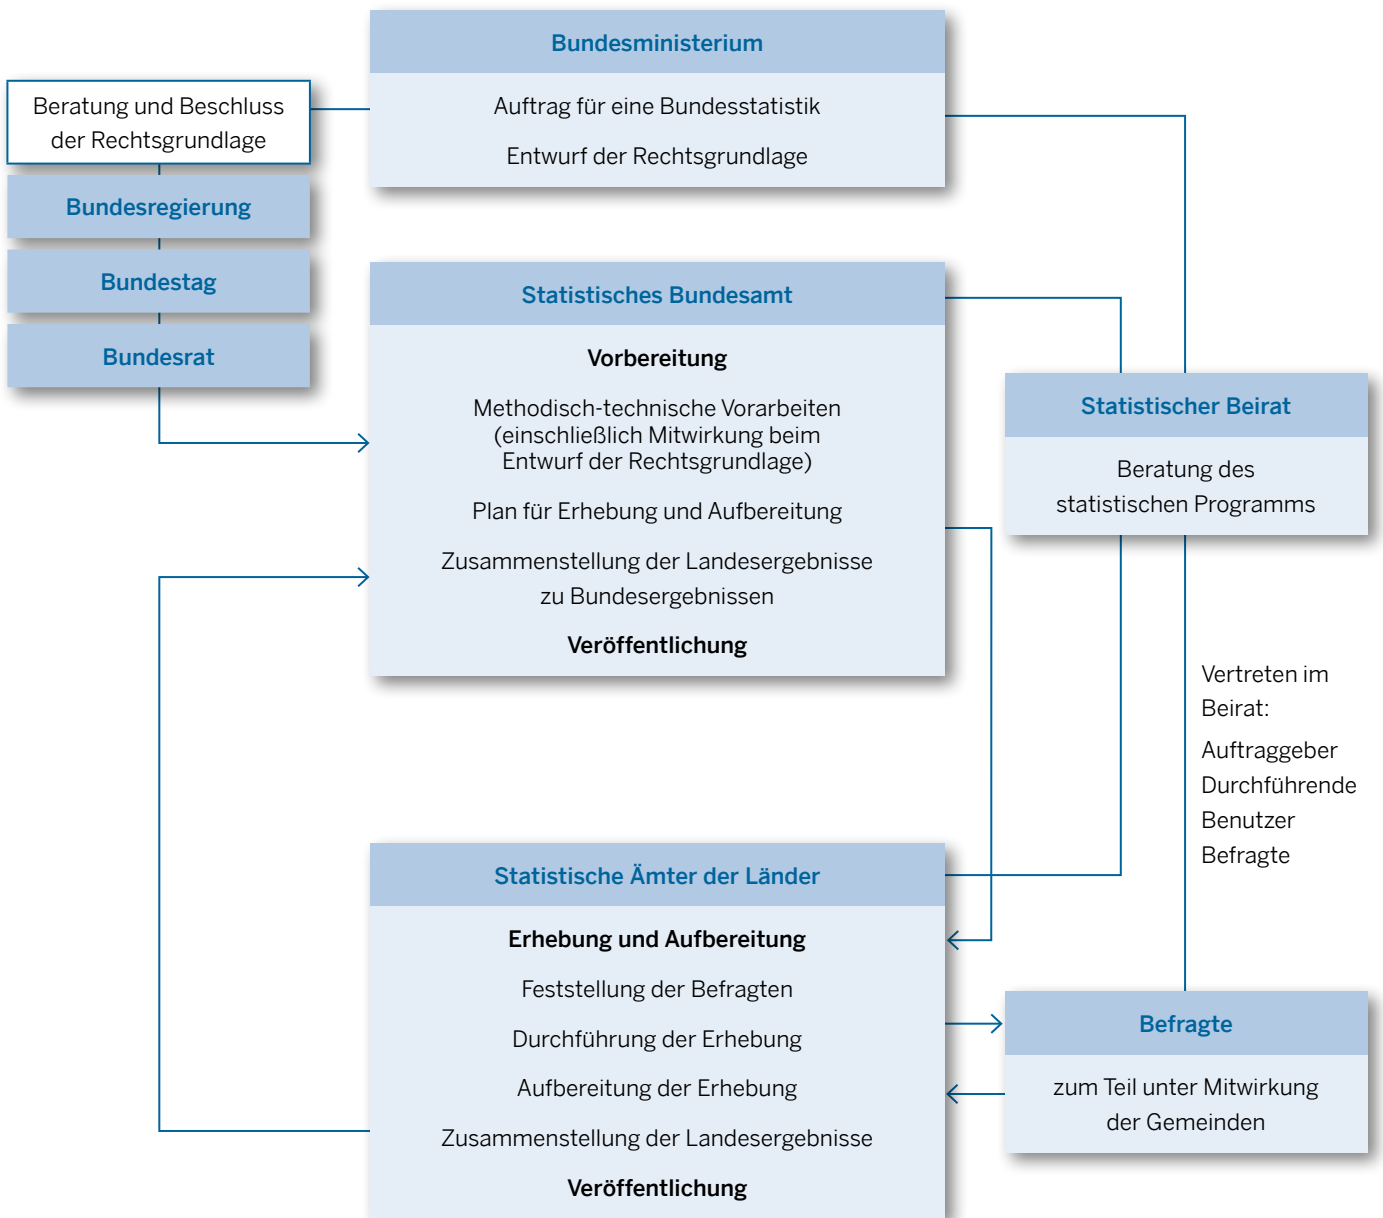 Bundesministerium
Auftrag für eine Bundesstatistik
Entwurf der Rechtsgrundlage
Beratung und Beschluss
der Rechtsgrundlage
Bundesregierung
Bundestag
Bundesrat
Statistisches Bundesamt
Vorbereitung
Methodisch-technische Vorarbeiten
(einschließlich Mitwirkung beim
Entwurf der Rechtsgrundlage)
Plan für Erhebung und Aufbereitung
Zusammenstellung der Landesergebnisse
zu Bundesergebnissen
Veröffentlichung
Statistischer Beirat
Beratung des
statistischen Programms
Vertreten im
Beirat:
Auftraggeber
Durchführende
Benutzer
Befragte
Statistische Ämter der Länder
Erhebung und Aufbereitung
Feststellung der Befragten
Durchführung der Erhebung
Aufbereitung der Erhebung
Zusammenstellung der Landesergebnisse
Veröffentlichung
Befragte
zum Teil unter Mitwirkung
der Gemeinden